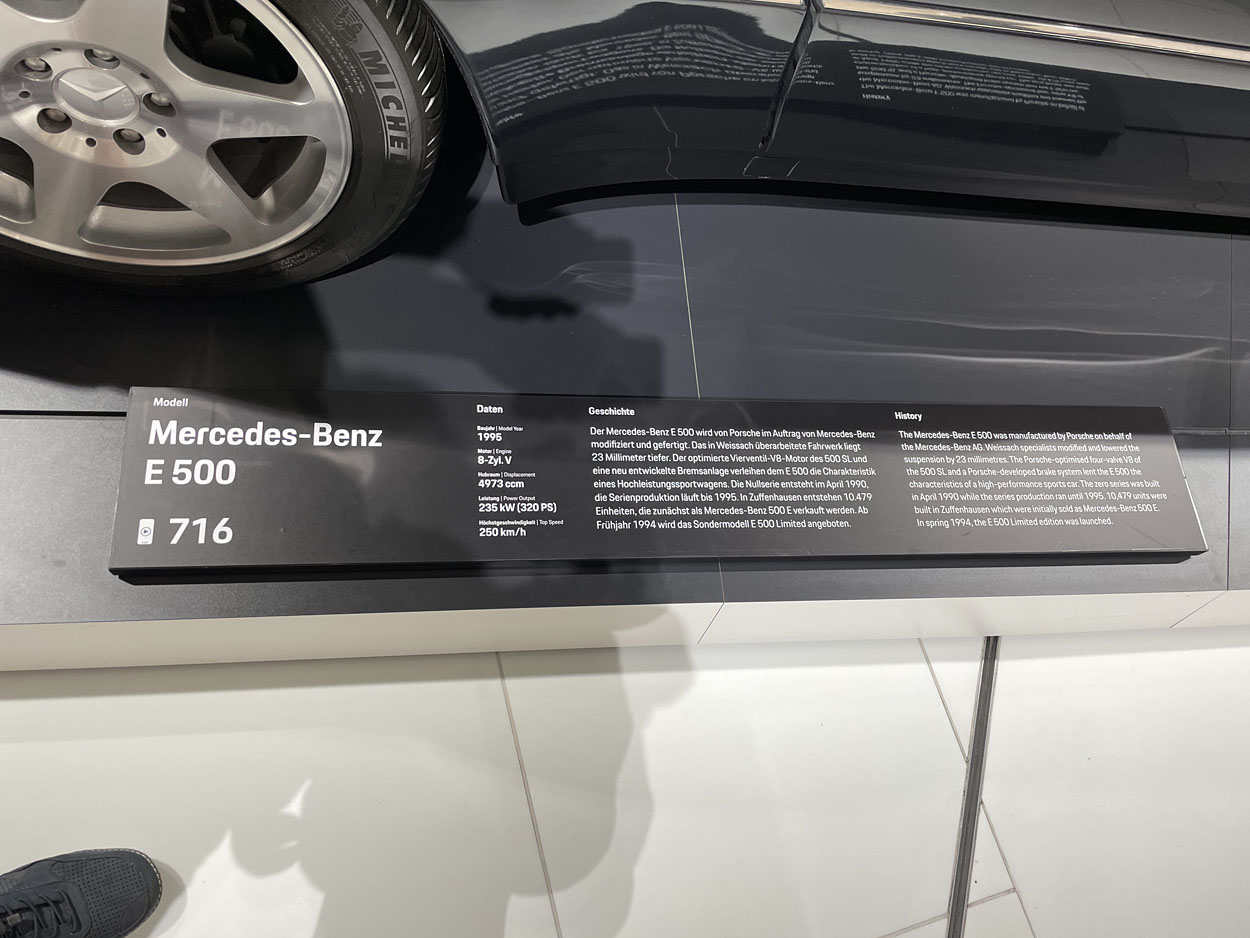 MICHEL
Modell
Mercedes-Benz
E 500
716
Daten
Baujahr | Model Year
1995
Motor | Engine
8-Zyl. V
Hubraum | Displacement
4973 ccm
Leistung | Power Output
235 kW (320 PS)
Höchstgeschwindigkeit | Top Speed
250 km/h
Geschichte
Der Mercedes-Benz E 500 wird von Porsche im Auftrag von Mercedes-Benz
modifiziert und gefertigt. Das in Weissach überarbeitete Fahrwerk liegt
23 Millimeter tiefer. Der optimierte Vierventil-V8-Motor des 500 SL und
eine neu entwickelte Bremsanlage verleihen dem E 500 die Charakteristik
eines Hochleistungssportwagens. Die Nullserie entsteht im April 1990,
die Serienproduktion läuft bis 1995. In Zuffenhausen entstehen 10.479
Einheiten, die zunächst als Mercedes-Benz 500 E verkauft werden. Ab
Frühjahr 1994 wird das Sondermodell E 500 Limited angeboten.
History
The Mercedes-Benz E 500 was manufactured by Porsche on behalf of
the Mercedes-Benz AG. Weissach specialists modified and lowered the
suspension by 23 millimetres. The Porsche-optimised four-valve V8 of
the 500 SL and a Porsche-developed brake system lent the E 500 the
characteristics of a high-performance sports car. The zero series was built
in April 1990 while the series production ran until 1995. 10,479 units were
built in Zuffenhausen which were initially sold as Mercedes-Benz 500 E.
In spring 1994, the E 500 Limited edition was launched.